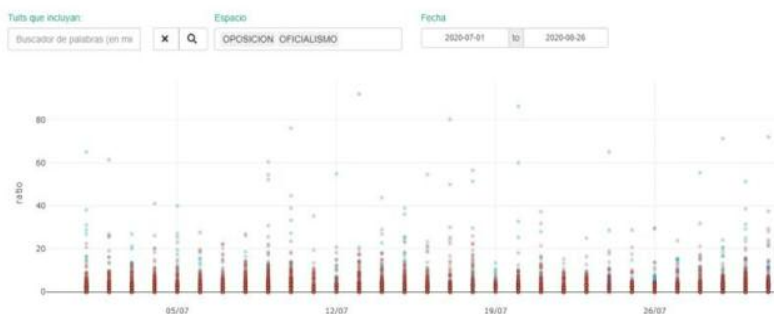 Tuits que incluyan:
Espacio
Fecha
Buscador de palabras (en ma
OPOSICION OFICIALISMO
2020-07-01 to 2020-08-26
ratio
80
60
40
20
0
05/07 12/07 19/07 26/07